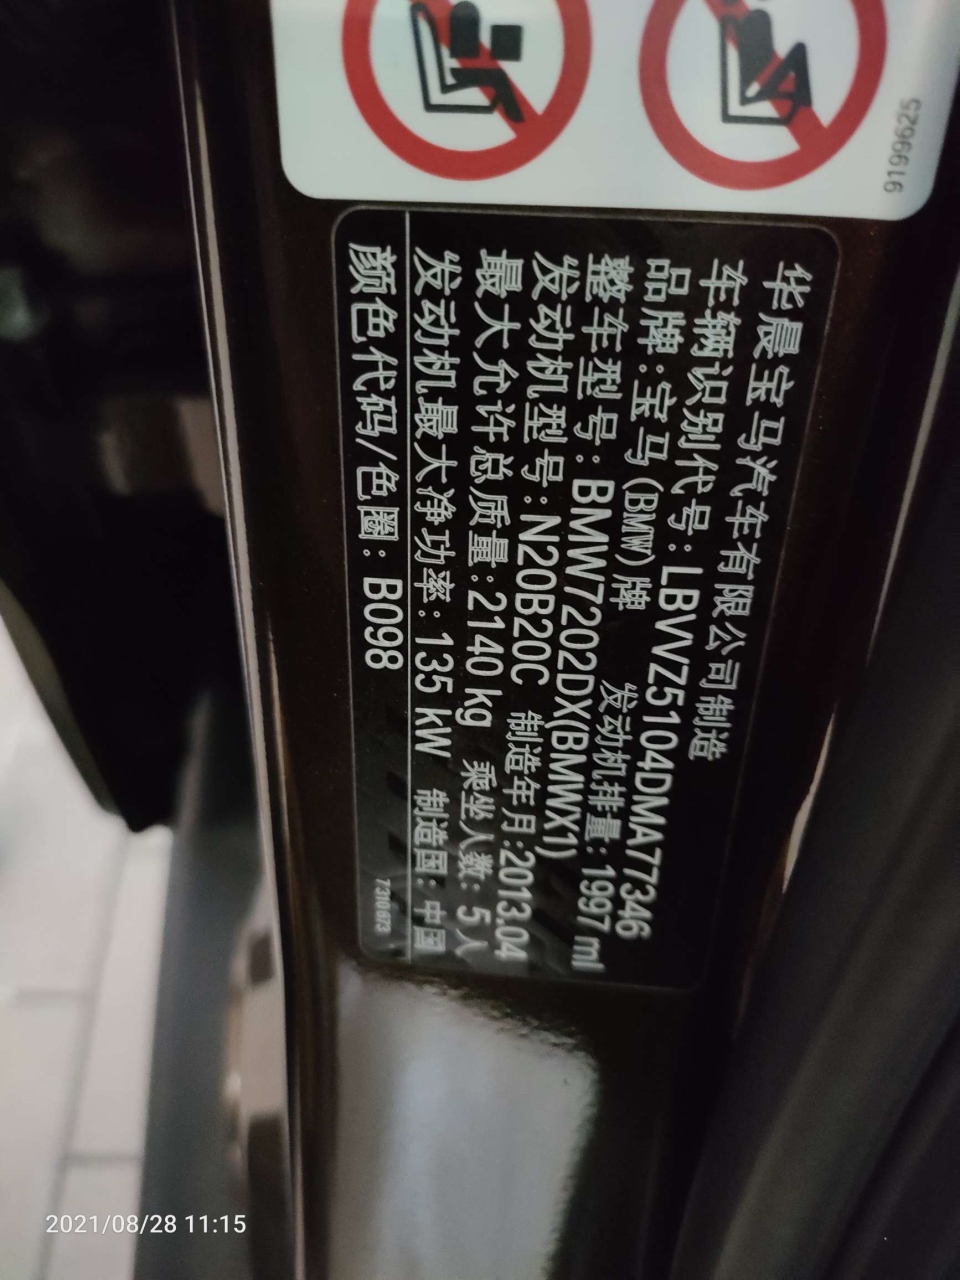 9199625
华晨宝马汽车有限公司制造
车辆识别代号:LBVVZ5104DMA77346
品牌:宝马(BMW)牌 发动机排量:1997 ml
整车型号:BMW7202DX(BMWX1)
发动机型号:N20B20C 制造年月:2013.04
最大允许总质量:2140 kg 乘坐人数:5人
发动机最大净功率:135 kW 制造国:中国
颜色代码/色圈:B098
7310673
2021/08/28 11:15